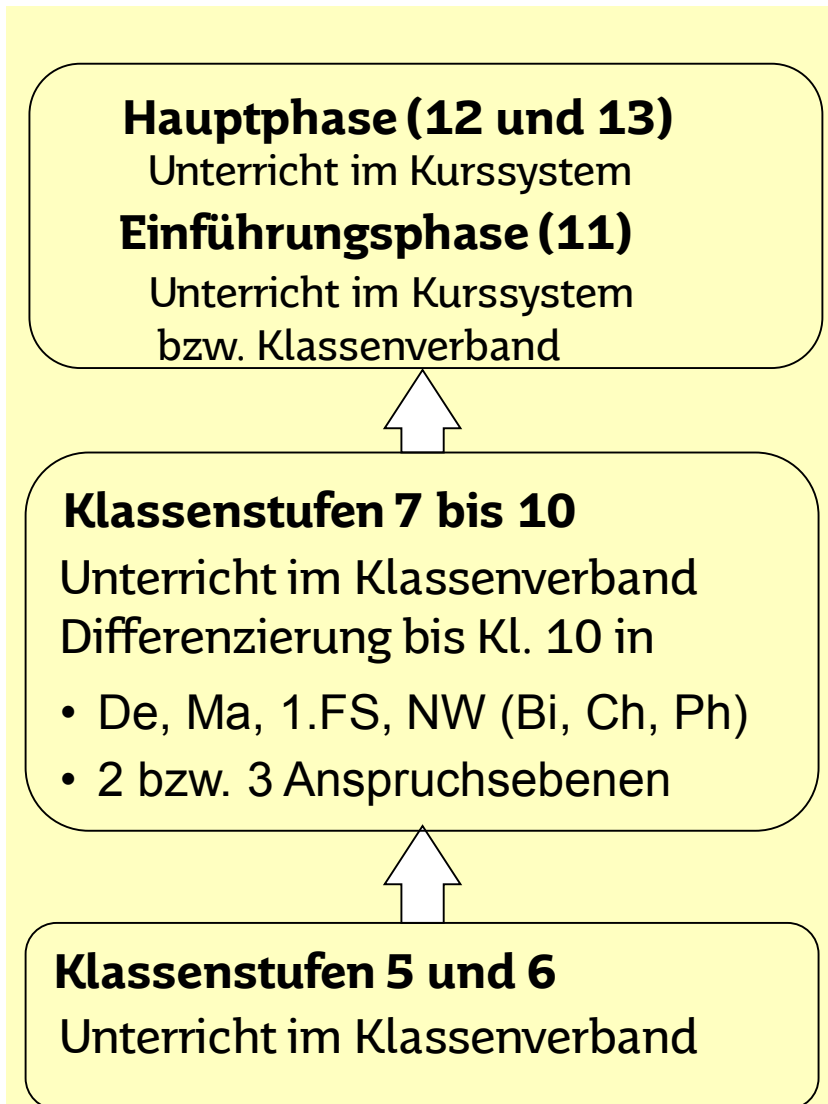 Hauptphase (12 und 13)
Unterricht im Kurssystem
Einführungsphase (11)
Unterricht im Kurssystem
bzw. Klassenverband
Klassenstufen 7 bis 10
Unterricht im Klassenverband
Differenzierung bis Kl. 10 in
• De, Ma, 1.FS, NW (Bi, Ch, Ph)
• 2 bzw. 3 Anspruchsebenen
Klassenstufen 5 und 6
Unterricht im Klassenverband